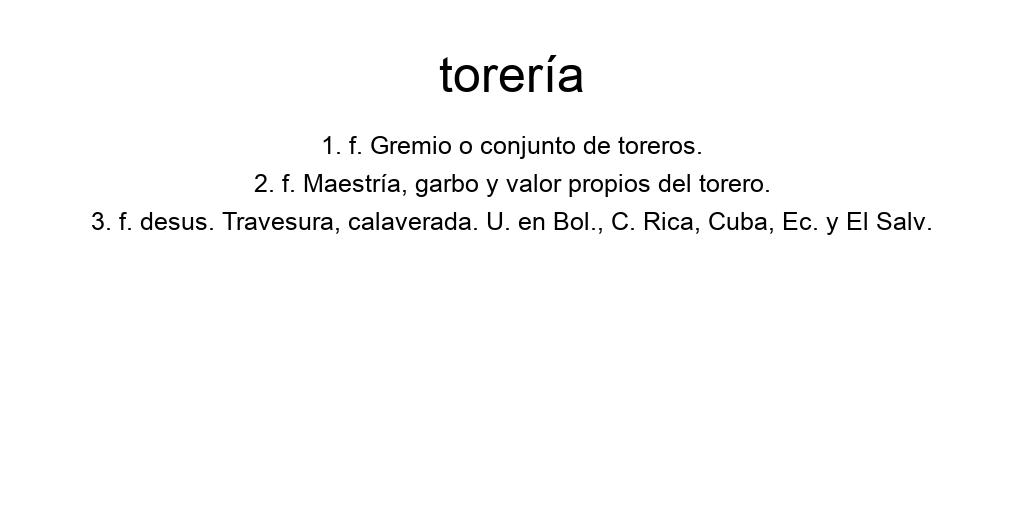 torería
1. f. Gremio o conjunto de toreros.
2. f. Maestría, garbo y valor propios del torero.
3. f. desus. Travesura, calaverada. U. en Bol., C. Rica, Cuba, Ec. y El Salv.